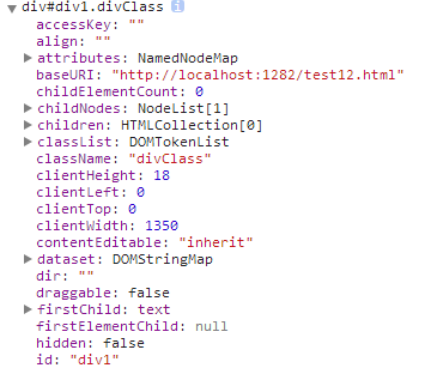 div#div1.divClass i
accessKey: ""
align: ""
attributes: NamedNodeMap
baseURI: "http://localhost:1282/test12.html"
childElementCount: 0
childNodes: NodeList[1]
children: HTMLCollection[0]
classList: DOMTokenList
className: "divClass"
clientHeight: 18
clientLeft: 0
clientTop: 0
clientWidth: 1350
contentEditable: "inherit"
dataset: DOMStringMap
dir: ""
draggable: false
firstChild: text
firstElementChild: null
hidden: false
id: "div1"